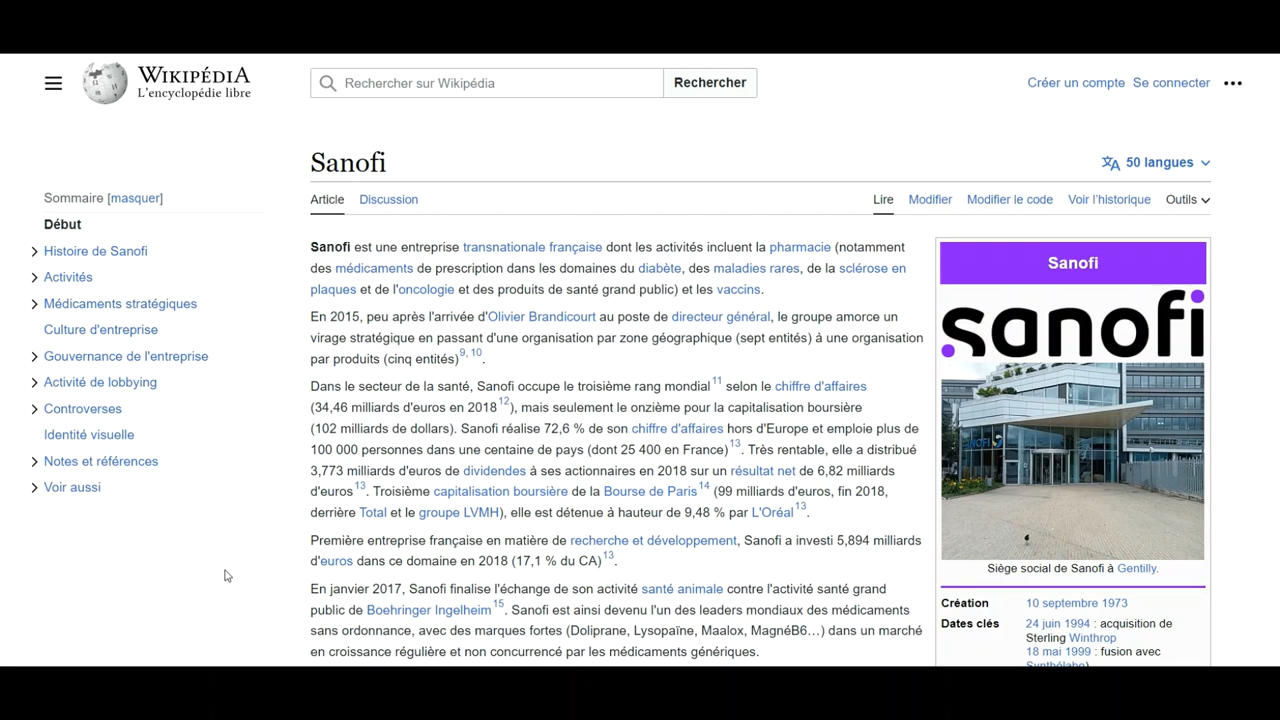 WIKIPÉDIA
L'encyclopédie libre
Rechercher sur Wikipédia
Rechercher
Créer un compte Se connecter
Sanofi
50 langues
Article Discussion
Lire Modifier Modifier le code Voir l'historique Outils
Sommaire [masquer]
Début
Histoire de Sanofi
Activités
Médicaments stratégiques
Culture d'entreprise
Gouvernance de l'entreprise
Activité de lobbying
Controverses
Identité visuelle
Notes et références
Voir aussi
Sanofi est une entreprise transnationale française dont les activités incluent la pharmacie (notamment
des médicaments de prescription dans les domaines du diabète, des maladies rares, de la sclérose en
plaques et de l'oncologie et des produits de santé grand public) et les vaccins.
En 2015, peu après l'arrivée d'Olivier Brandicourt au poste de directeur général, le groupe amorce un
virage stratégique en passant d'une organisation par zone géographique (sept entités) à une organisation
par produits (cinq entités)9, 10.
Dans le secteur de la santé, Sanofi occupe le troisième rang mondial11 selon le chiffre d'affaires
(34,46 milliards d'euros en 201812), mais seulement le onzième pour la capitalisation boursière
(102 milliards de dollars). Sanofi réalise 72,6 % de son chiffre d'affaires hors d'Europe et emploie plus de
100 000 personnes dans une centaine de pays (dont 25 400 en France)13. Très rentable, elle a distribué
3,773 milliards d'euros de dividendes à ses actionnaires en 2018 sur un résultat net de 6,82 milliards
d'euros13. Troisième capitalisation boursière de la Bourse de Paris14 (99 milliards d'euros, fin 2018,
derrière Total et le groupe LVMH), elle est détenue à hauteur de 9,48 % par L'Oréal13.
Première entreprise française en matière de recherche et développement, Sanofi a investi 5,894 milliards
d'euros dans ce domaine en 2018 (17,1 % du CA)13.
En janvier 2017, Sanofi finalise l'échange de son activité santé animale contre l'activité santé grand
public de Boehringer Ingelheim15. Sanofi est ainsi devenu l'un des leaders mondiaux des médicaments
sans ordonnance, avec des marques fortes (Doliprane, Lysopaïne, Maalox, MagnéB6...) dans un marché
en croissance régulière et non concurrencé par les médicaments génériques.
Sanofi
sanofi
SANOFI
Siège social de Sanofi à Gentilly.
Création 10 septembre 1973
Dates clés 24 juin 1994 : acquisition de
Sterling Winthrop
18 mai 1999 : fusion avec
Synthélabo)